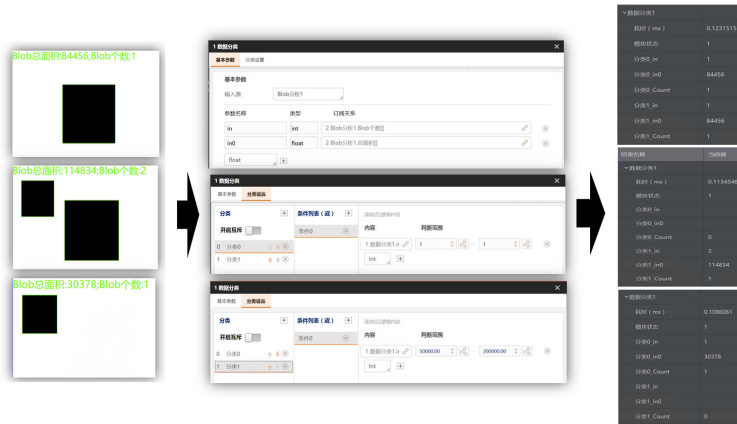 Blob总面积:84456;Blob个数:1
Blob总面积:114834;Blob个数:2
Blob总面积:30378;Blob个数:1
1 数据分类
基本参数 分类设置
基本参数
输入源 Blob分析1
参数名称 类型 订阅关系
in int 2 Blob分析1.Blob个数[]
in0 float 2 Blob分析1.总面积[]
float
1 数据分类
基本参数 分类设置
分类 条件列表（或） 添加过滤输内容
开启互斥 条件0 内容 判断范围
0 分类0 1 数据分类1.i 1 1
1 分类1 Int
1 数据分类
基本参数 分类设置
分类 条件列表（或）
开启互斥 条件0 内容 判断范围
0 分类0 1 数据分类1.i 50000.00 200000.00
1 分类1 Int
数据分类1
耗时（ms） 0.1231515
模块状态 1
分类0_in 1
分类0_in0 84456
分类0_Count 1
分类1_in 1
分类1_in0 84456
分类1_Count 1
模块名称 当前值
数据分类1
耗时（ms） 0.1134548
模块状态 1
分类0_in
分类0_in0
分类0_Count 0
分类1_in 2
分类1_in0 114834
分类1_Count 1
数据分类1
耗时（ms） 0.1086061
模块状态 1
分类0_in 1
分类0_in0 30378
分类0_Count 1
分类1_in
分类1_in0
分类1_Count 0